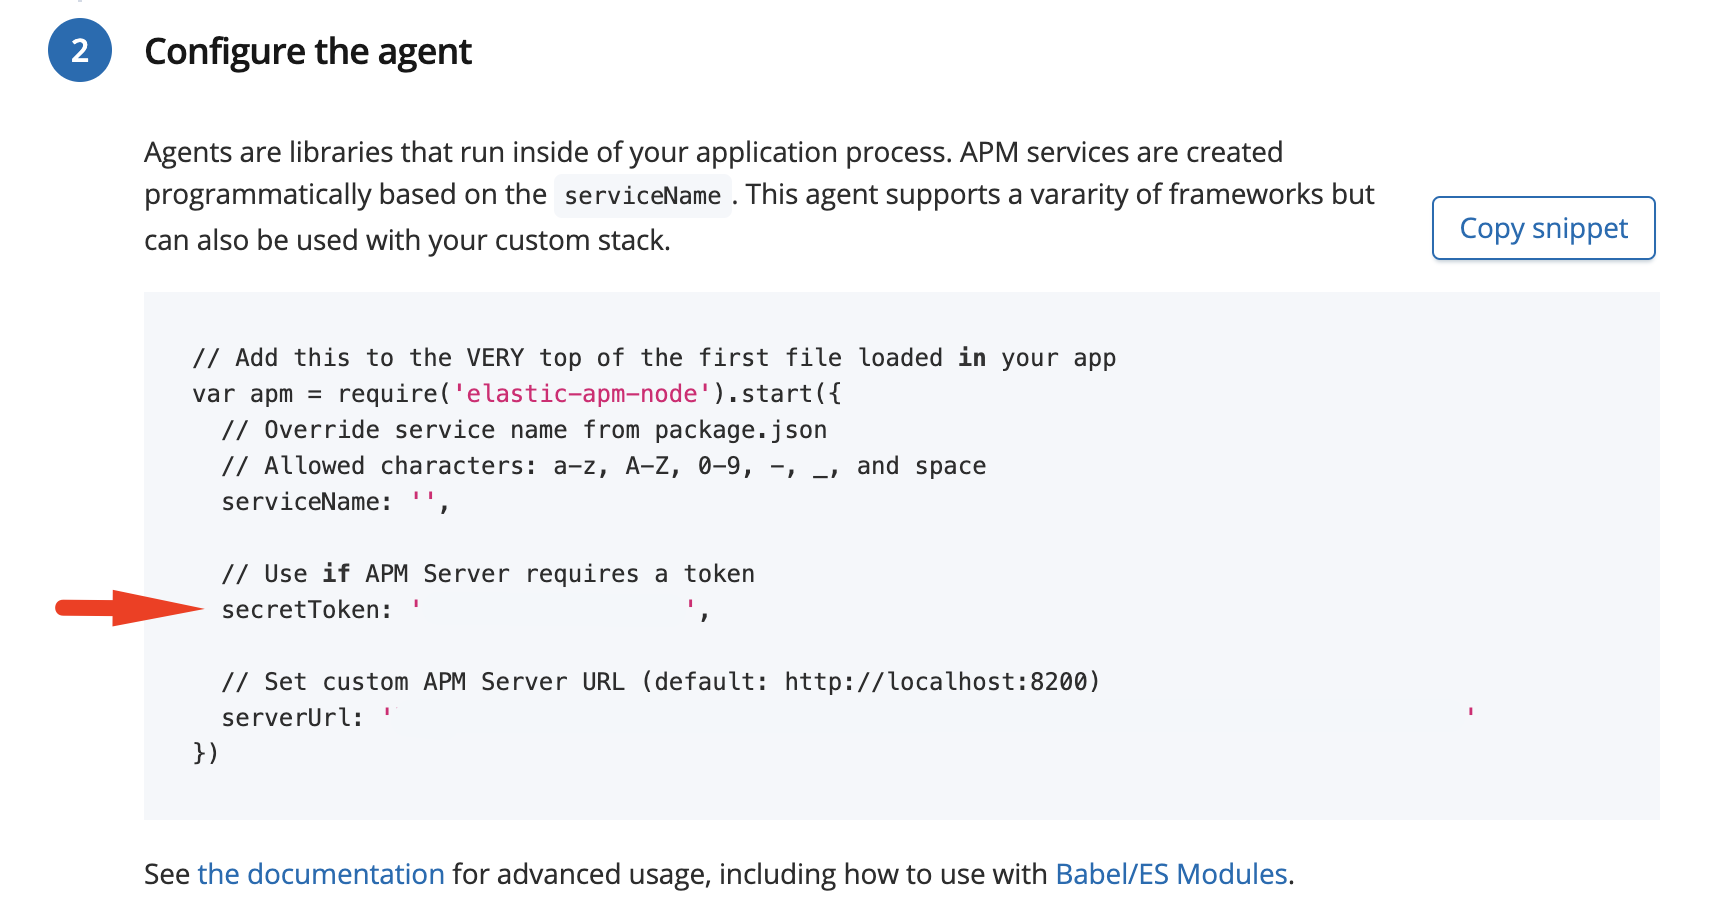 2
Configure the agent
Agents are libraries that run inside of your application process. APM services are created
programmatically based on the serviceName. This agent supports a vararity of frameworks but
can also be used with your custom stack.
Copy snippet
// Add this to the VERY top of the first file loaded in your app
var apm = require('elastic-apm-node').start({
  // Override service name from package.json
  // Allowed characters: a-z, A-Z, 0-9, -, _, and space
  serviceName: '',
  // Use if APM Server requires a token
  secretToken: '                  ',
  // Set custom APM Server URL (default: http://localhost:8200)
  serverUrl: '                  '
})
See the documentation for advanced usage, including how to use with Babel/ES Modules.